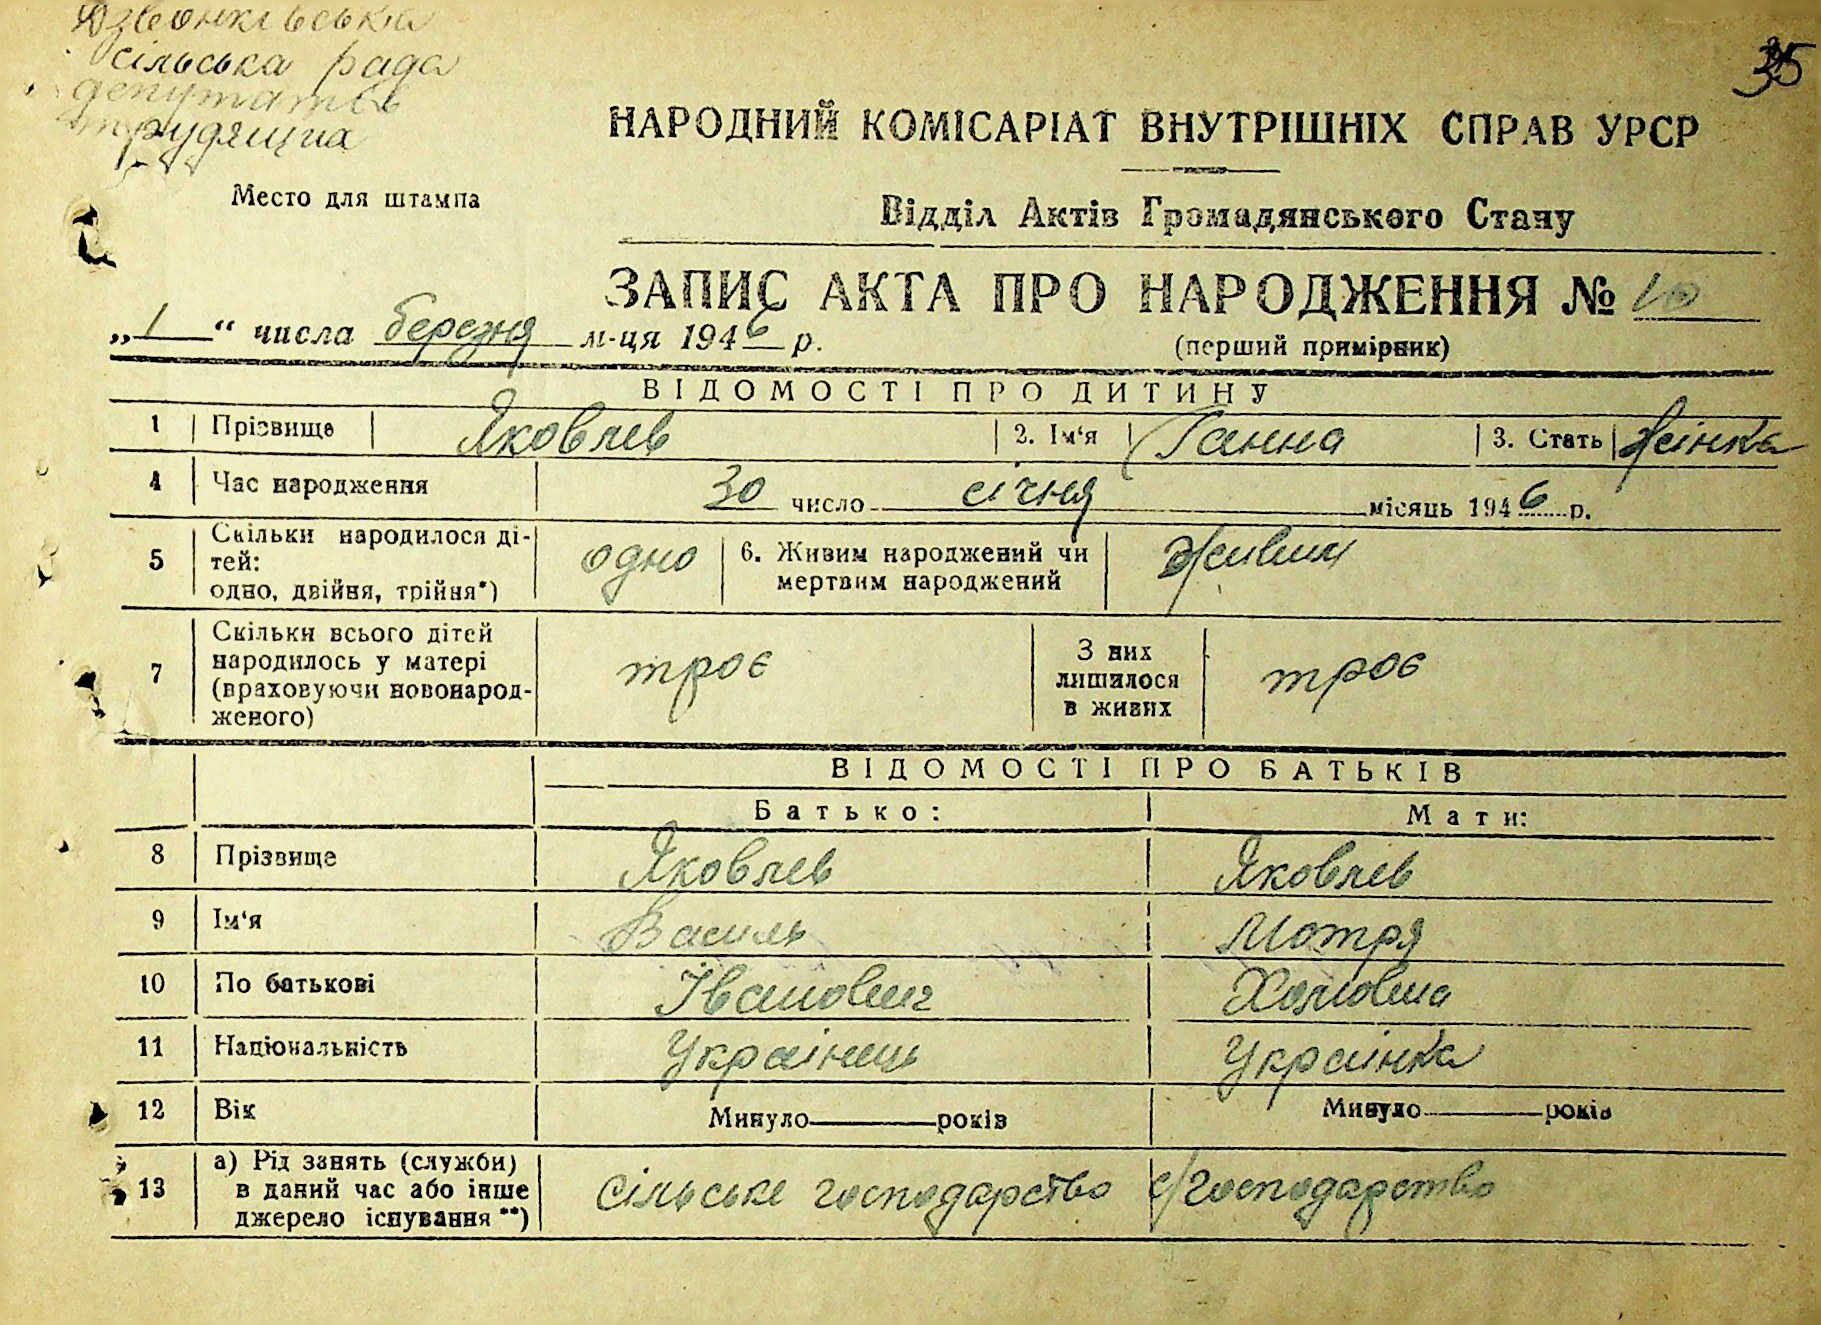 Дзвонківська
сільська рада
депутатів
трудящих
35
НАРОДНИЙ КОМІСАРІАТ ВНУТРІШНІХ СПРАВ УРСР
Место для штампа
Відділ Актів Громадянського Стану
ЗАПИС АКТА ПРО НАРОДЖЕННЯ № 10
„1“ числа березня м-ця 1946 р.
(перший примірник)
ВІДОМОСТІ ПРО ДИТИНУ
1 Прізвище Яковлев 2. Ім‘я Ганна 3. Стать жінка
4 Час народження 30 число січня місяць 1946 р.
5 Скільки народилося ді-
тей:
одно, двійня, трійня*)
одно
6. Живим народжений чи
мертвим народжений
живим
7 Скільки всього дітей
народилось у матері
(враховуючи новонарод-
женого)
троє
З них
лишилося
в живих
троє
ВІДОМОСТІ ПРО БАТЬКІВ
Батько: Мати:
8 Прізвище Яковлев Яковлев
9 Ім‘я Василь Мотря
10 По батькові Іванович
11 Національність Українець Українка
12 Вік Минуло років Минуло років
13 а) Рід занять (служби)
в даний час або інше
джерело існування **)
сільське господарство с/господарство